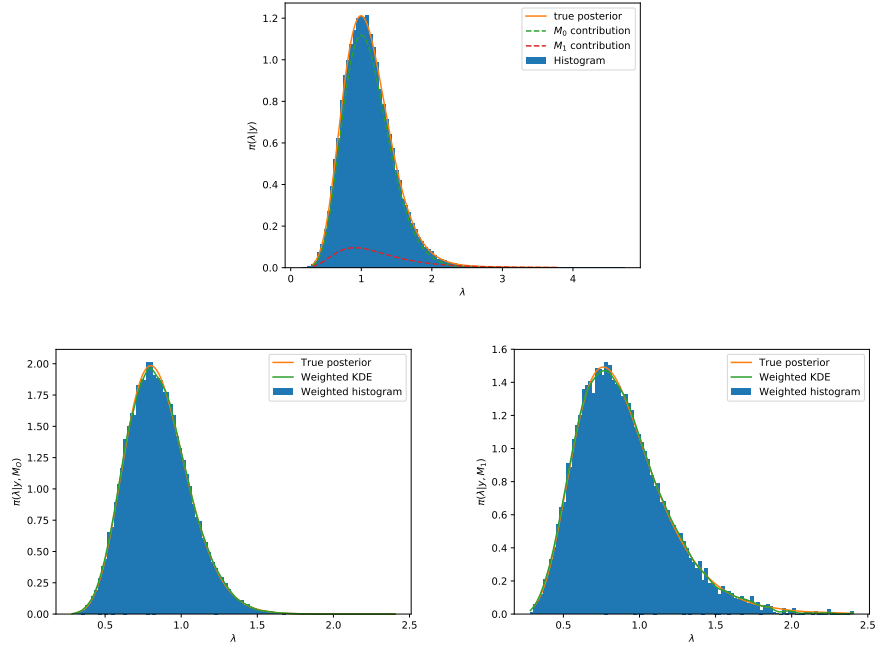 true posterior
M₀ contribution
M₁ contribution
Histogram
π(λ|y)
1.2
1.0
0.8
0.6
0.4
0.2
0.0
0 1 2 3 4
λ
True posterior
Weighted KDE
Weighted histogram
π(λ|y, M₀)
2.00
1.75
1.50
1.25
1.00
0.75
0.50
0.25
0.00
0.5 1.0 1.5 2.0 2.5
λ
True posterior
Weighted KDE
Weighted histogram
π(λ|y, M₁)
1.6
1.4
1.2
1.0
0.8
0.6
0.4
0.2
0.0
0.5 1.0 1.5 2.0 2.5
λ